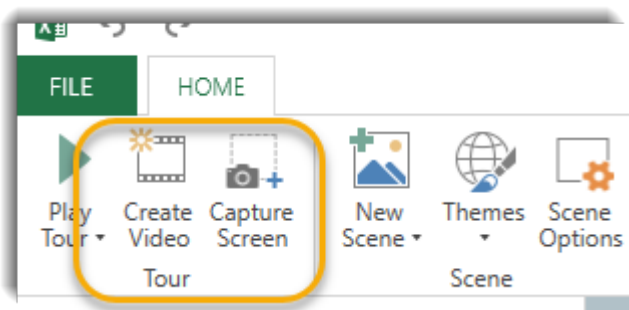 FILE HOME
Play Create Capture New Themes Scene
Tour Video Screen Scene Options
Tour Scene